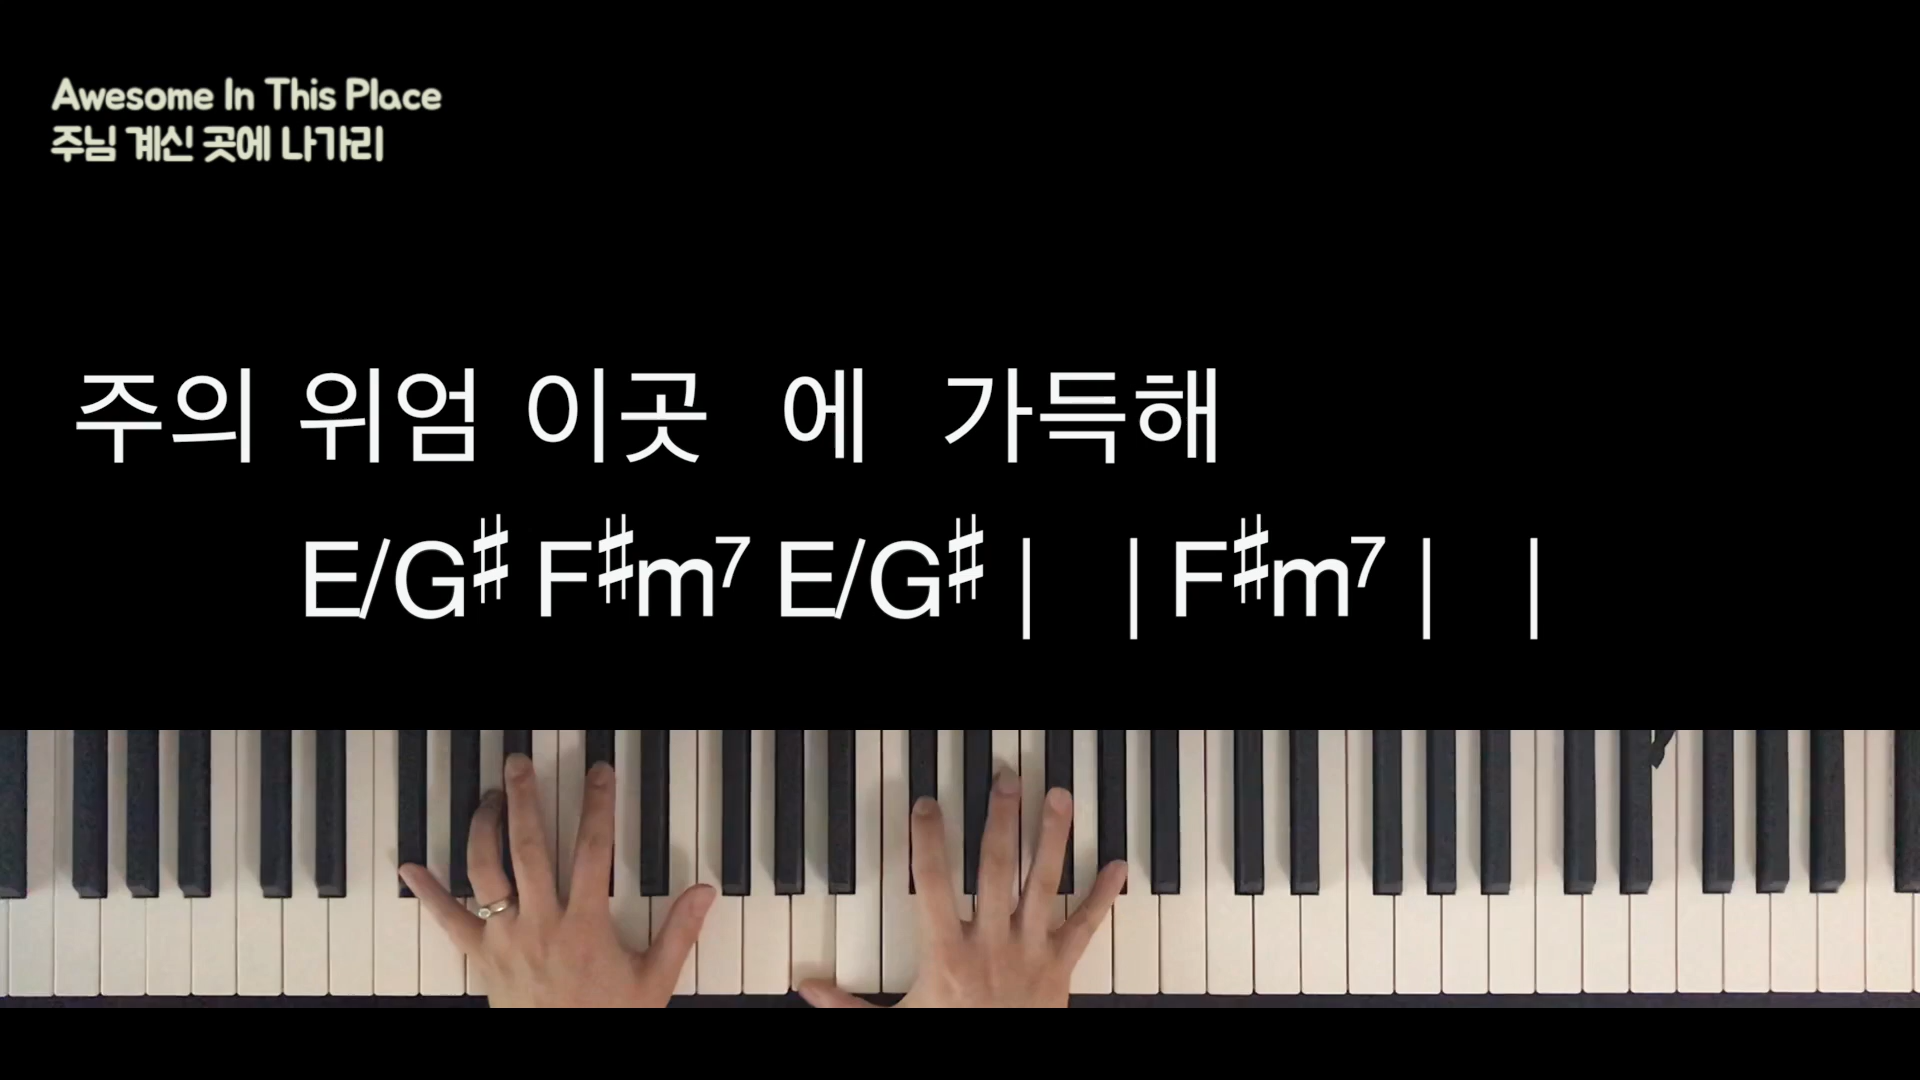 Awesome In This Place
주님 계신 곳에 나가리
주의 위엄 이곳 에 가득해
E/G♯ F♯m⁷ E/G♯ | | F♯m⁷ | |